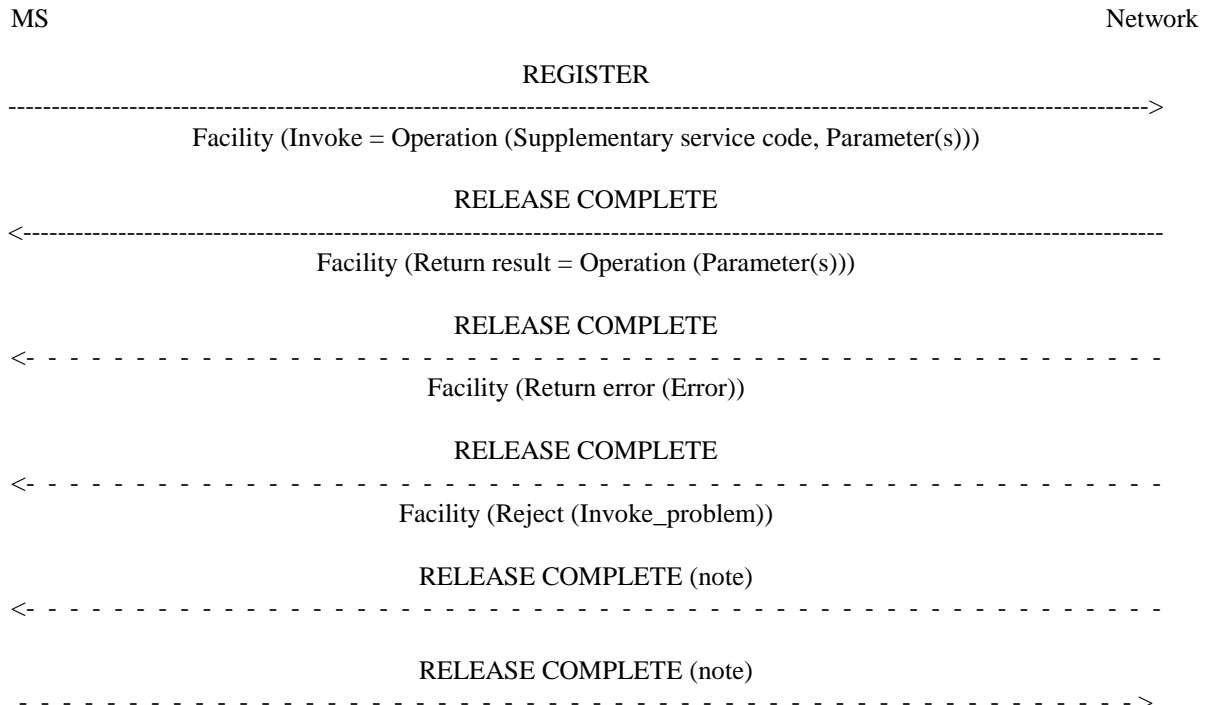 MS Network
REGISTER
Facility (Invoke = Operation (Supplementary service code, Parameter(s)))
RELEASE COMPLETE
Facility (Return result = Operation (Parameter(s)))
RELEASE COMPLETE
Facility (Return error (Error))
RELEASE COMPLETE
Facility (Reject (Invoke_problem))
RELEASE COMPLETE (note)
RELEASE COMPLETE (note)